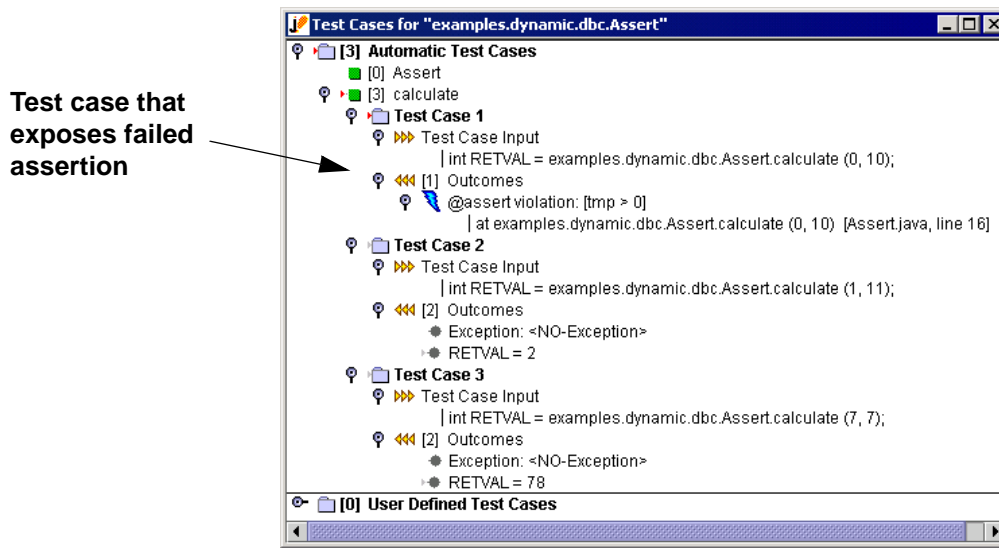 Test Cases for "examples.dynamic.dbc.Assert"
[3] Automatic Test Cases
[0] Assert
[3] calculate
Test Case 1
Test Case Input
int RETVAL = examples.dynamic.dbc.Assert.calculate (0, 10);
[1] Outcomes
@assert violation: [tmp > 0]
at examples.dynamic.dbc.Assert.calculate (0, 10) [Assert.java, line 16]
Test Case 2
Test Case Input
int RETVAL = examples.dynamic.dbc.Assert.calculate (1, 11);
[2] Outcomes
Exception: <NO-Exception>
RETVAL = 2
Test Case 3
Test Case Input
int RETVAL = examples.dynamic.dbc.Assert.calculate (7, 7);
[2] Outcomes
Exception: <NO-Exception>
RETVAL = 78
[0] User Defined Test Cases
Test case that
exposes failed
assertion